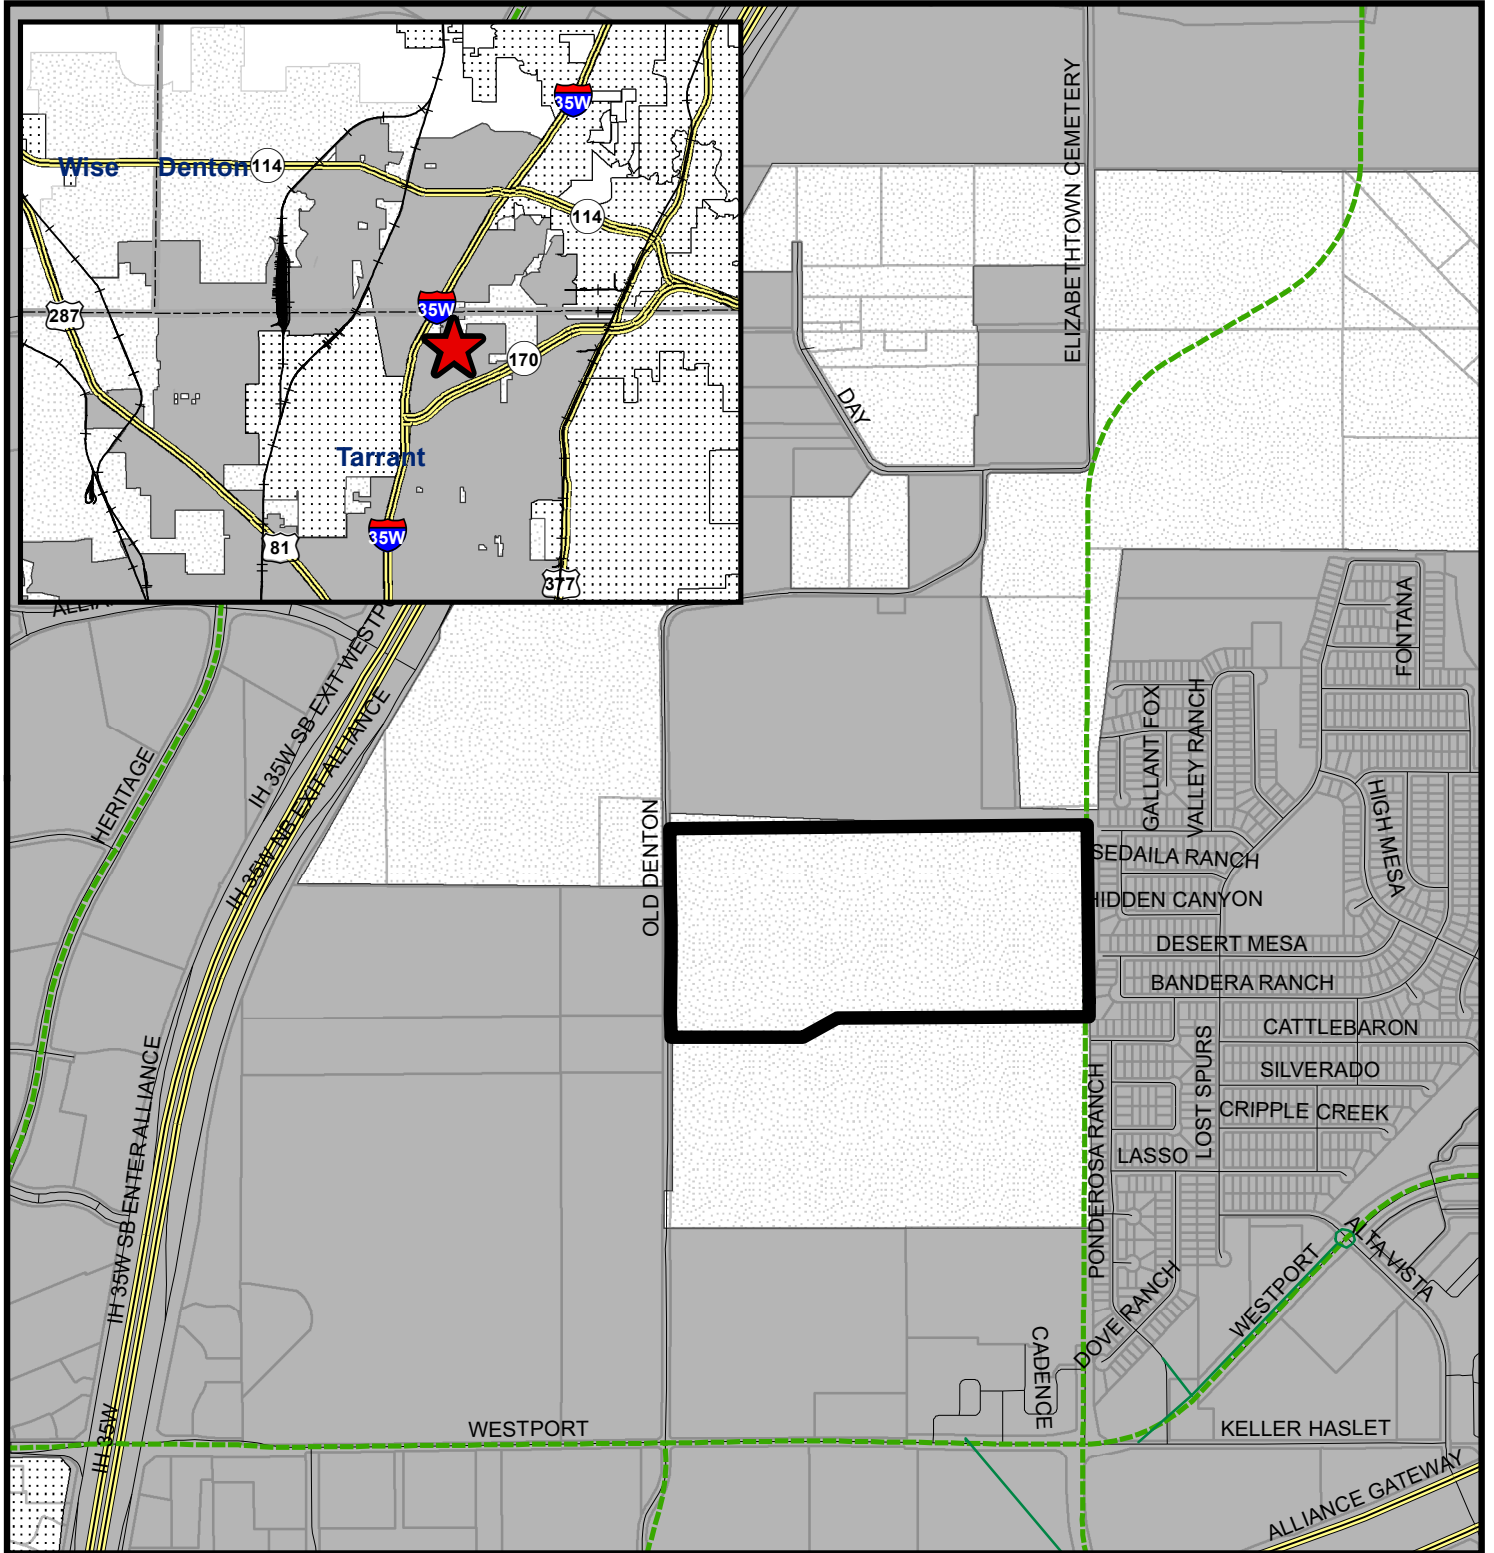 35W
Wise
Denton
114
114
287
35W
170
Tarrant
35W
81
377
ELIZABETHTOWN CEMETERY
DAY
IH 35W SB EXIT WESTPO
IH 35W NB EXIT ALLIANCE
HERITAGE
OLD DENTON
FONTANA
GALLANT FOX
VALLEY RANCH
HIGH MESA
SEDAILA RANCH
HIDDEN CANYON
DESERT MESA
BANDERA RANCH
CATTLEBARON
LOST SPURS
SILVERADO
CRIPPLE CREEK
LASSO
PONDEROSA RANCH
IH 35W SB ENTER ALLIANCE
ALTA VISTA
WESTPORT
DOVE RANCH
CADENCE
IH 35W
WESTPORT
KELLER HASLET
ALLIANCE GATEWAY